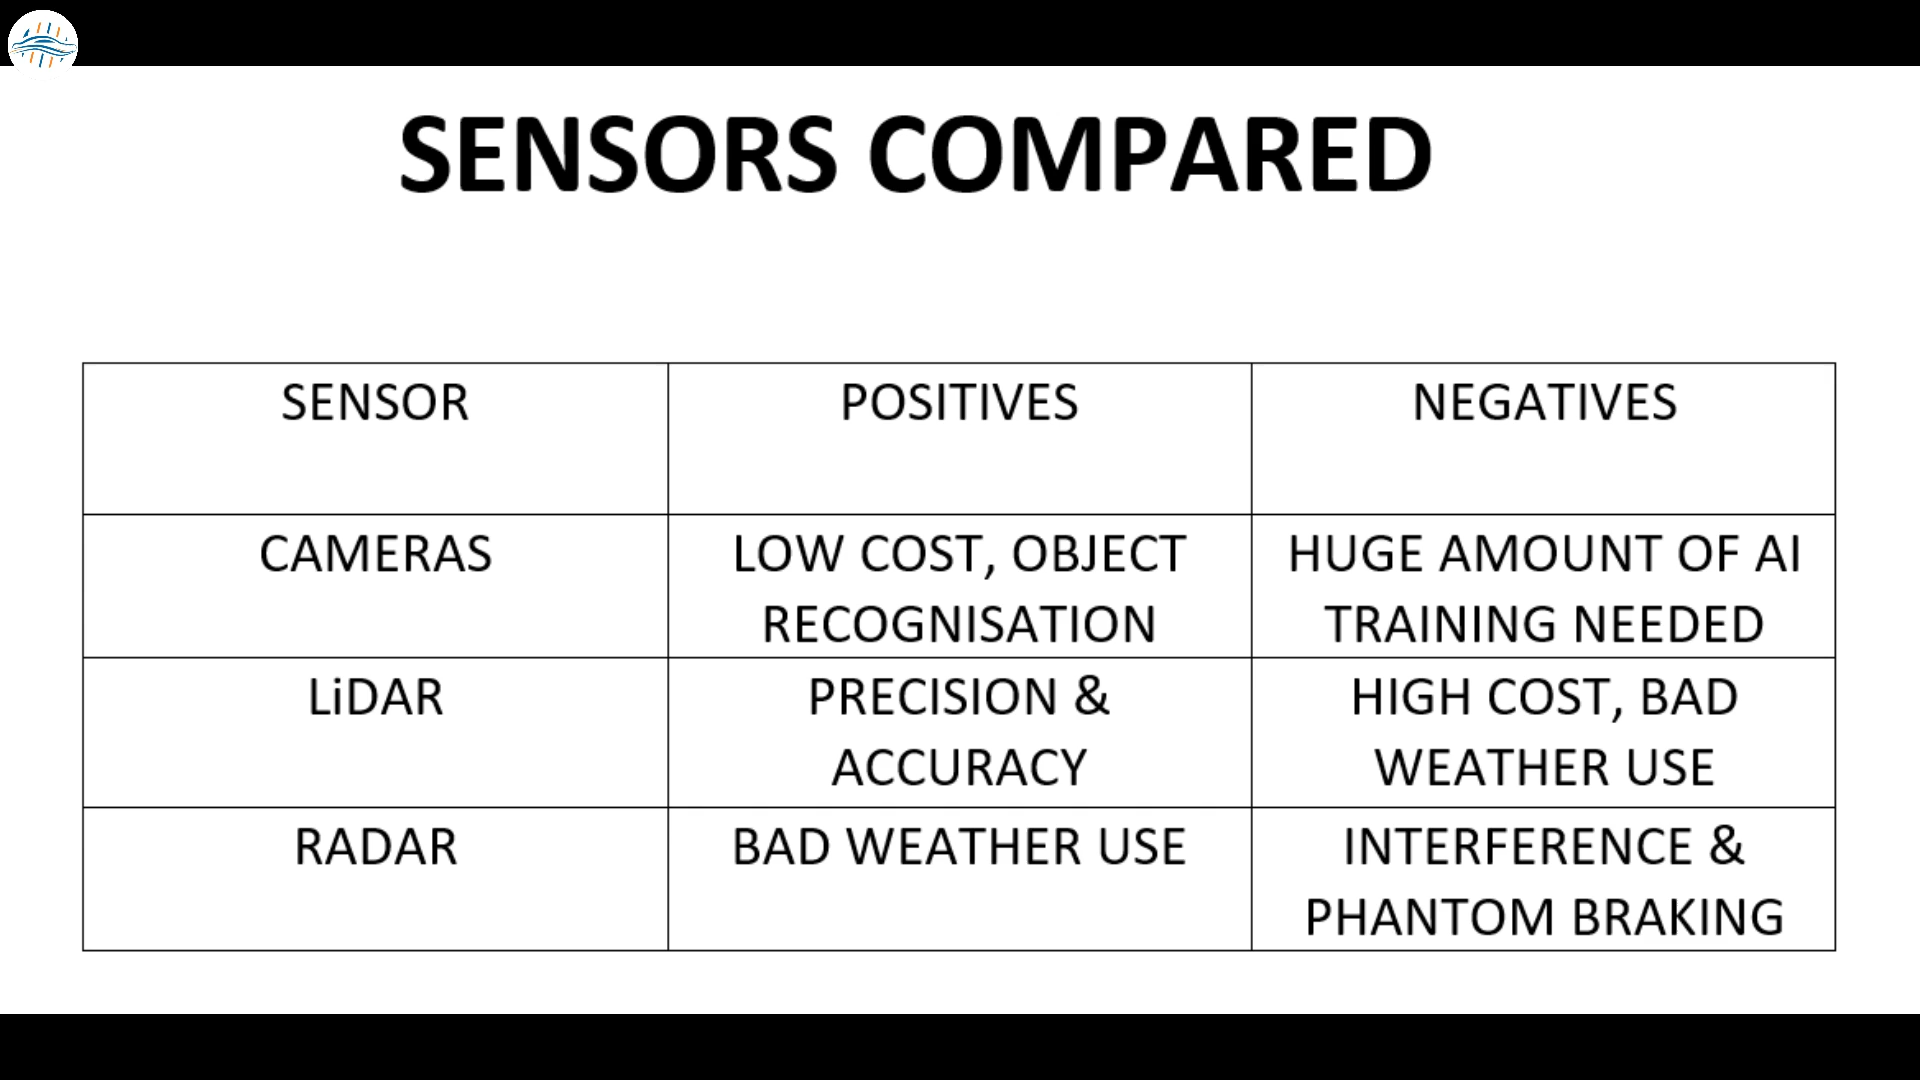 SENSORS COMPARED
SENSOR
POSITIVES
NEGATIVES
CAMERAS
LOW COST, OBJECT
RECOGNISATION
HUGE AMOUNT OF AI
TRAINING NEEDED
LiDAR
PRECISION &
ACCURACY
HIGH COST, BAD
WEATHER USE
RADAR
BAD WEATHER USE
INTERFERENCE &
PHANTOM BRAKING